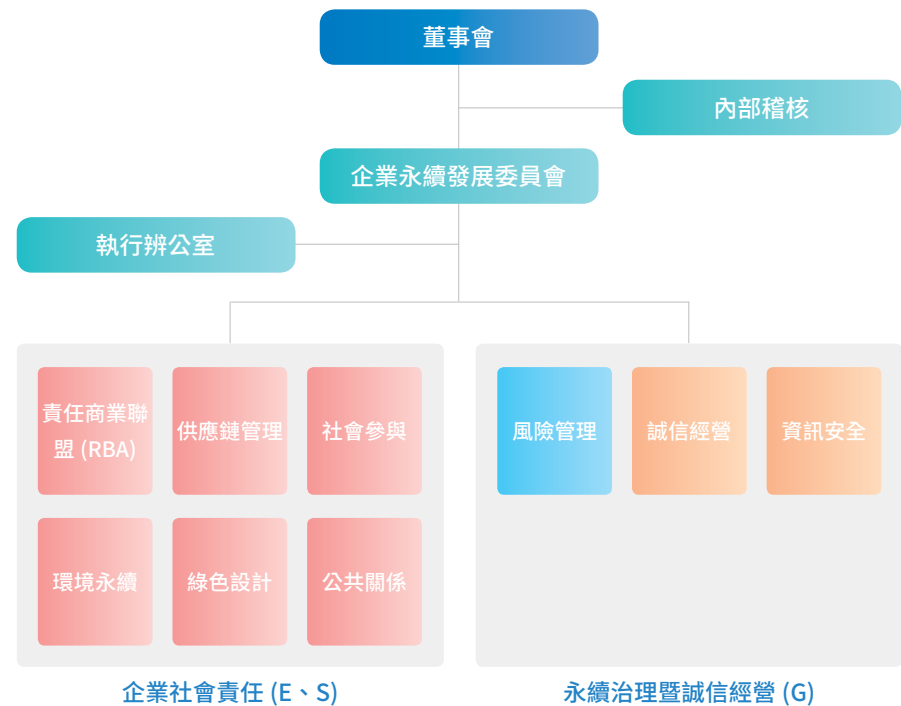 董事會
內部稽核
企業永續發展委員會
執行辨公室
責任商業聯
盟 (RBA)
供應鏈管理
社會參與
風險管理
誠信經營
資訊安全
環境永續
綠色設計
公共關係
企業社會責任 (E、S)
永續治理暨誠信經營 (G)